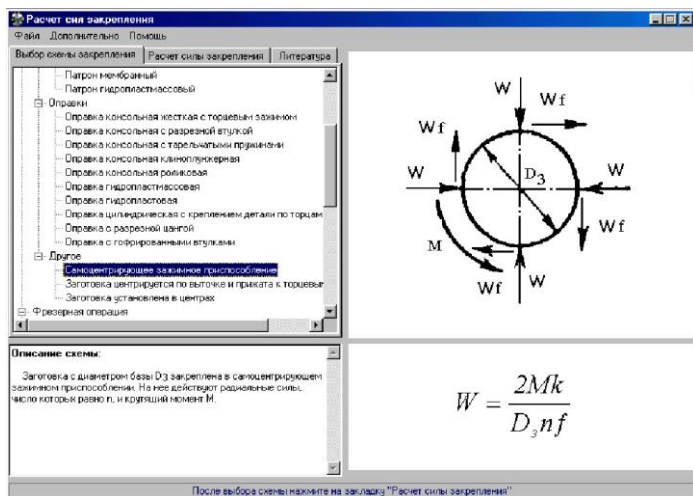 Расчет сил закрепления
Файл Дополнительно Помощь
Выбор схемы закрепления Расчет силы закрепления Литература
Патрон мембранный
Патрон гидропластмассовый
Оправки
Оправка консольная жесткая с торцевым зажимом
Оправка консольная с разрезной втулкой
Оправка консольная с тарельчатыми пружинами
Оправка консольная клиноплунжерная
Оправка консольная роликовая
Оправка гидропластмассовая
Оправка гидропластовая
Оправка цилиндрическая с креплением детали по торцам
Оправка с разрезной цангой
Оправка с гофрированными втулками
Другое
Самоцентрирующее зажимное приспособление
Заготовка центрируется по выточке и прижата к торцевым
Заготовка установлена в центрах
Фрезерная операция
Описание схемы:
Заготовка с диаметром базы Dз закреплена в самоцентрирующем
зажимном приспособлении. На нее действуют радиальные силы,
число которых равно n, и крутящий момент М.
W
Wf
Wf
W
W
Dз
Wf
M
Wf
W
W = 2Mk / Dз nf
После выбора схемы нажмите на закладку "Расчет силы закрепления"